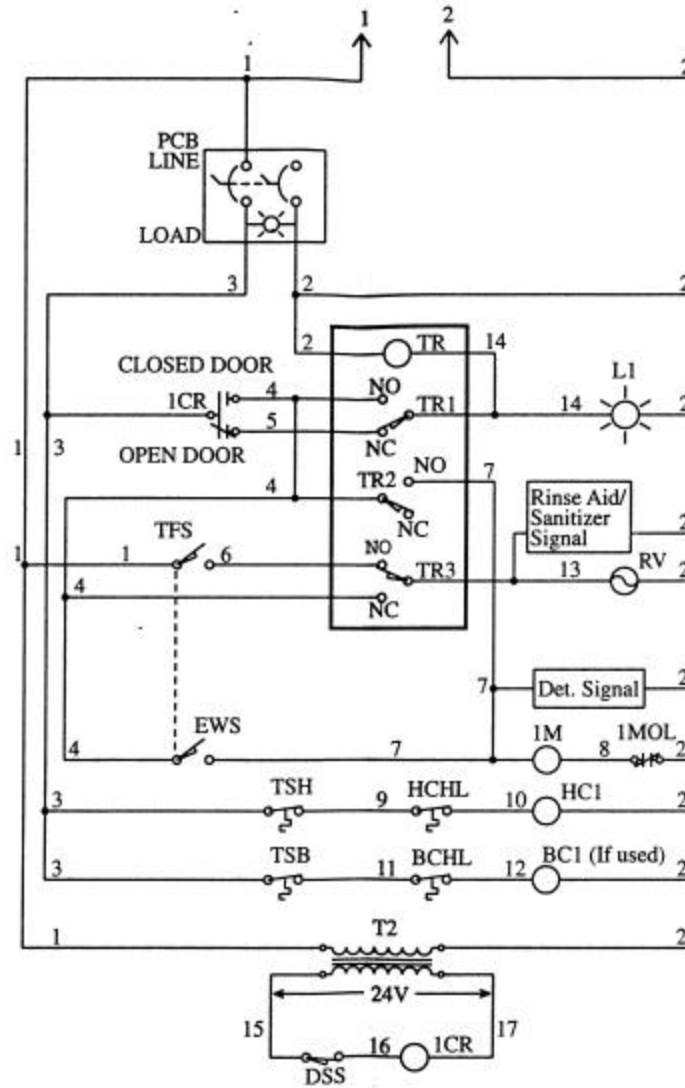 1 2
1 2
PCB
LINE
LOAD
3 2 2
2 TR 14
CLOSED DOOR
4 NO L1
1CR TR1 14 2
5
NC
1 3 OPEN DOOR
NO 7
4 TR2
NC
Rinse Aid/
Sanitizer
Signal
2
TFS
1 1 6 NO
TR3 13 RV 2
4 NC
7 Det. Signal 2
EWS 1M 1MOL
4 7 8 2
TSH HCHL
3 9 10 HC1 2
TSB BCHL BC1 (If used)
3 11 12 2
1 T2 2
24V
15 17
16 1CR
DSS